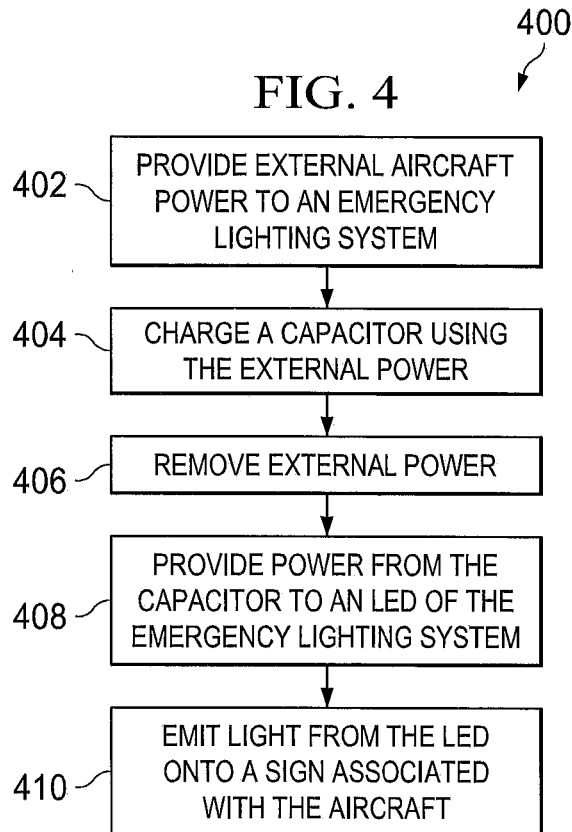 400
FIG. 4
402
PROVIDE EXTERNAL AIRCRAFT
POWER TO AN EMERGENCY
LIGHTING SYSTEM
404
CHARGE A CAPACITOR USING
THE EXTERNAL POWER
406
REMOVE EXTERNAL POWER
408
PROVIDE POWER FROM THE
CAPACITOR TO AN LED OF THE
EMERGENCY LIGHTING SYSTEM
410
EMIT LIGHT FROM THE LED
ONTO A SIGN ASSOCIATED
WITH THE AIRCRAFT